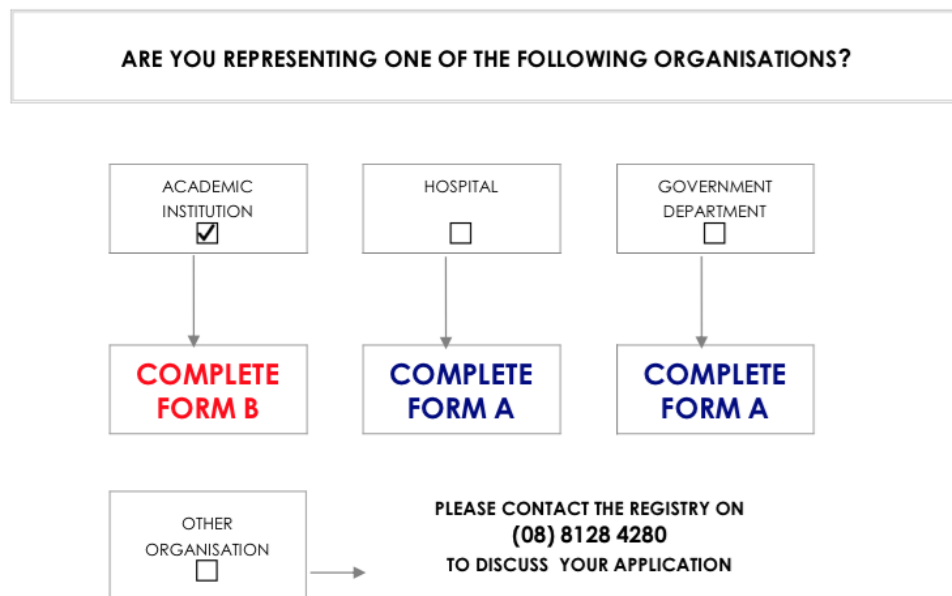 ARE YOU REPRESENTING ONE OF THE FOLLOWING ORGANISATIONS?
ACADEMIC
INSTITUTION
HOSPITAL
GOVERNMENT
DEPARTMENT
COMPLETE
FORM B
COMPLETE
FORM A
COMPLETE
FORM A
OTHER
ORGANISATION
PLEASE CONTACT THE REGISTRY ON
(08) 8128 4280
TO DISCUSS YOUR APPLICATION